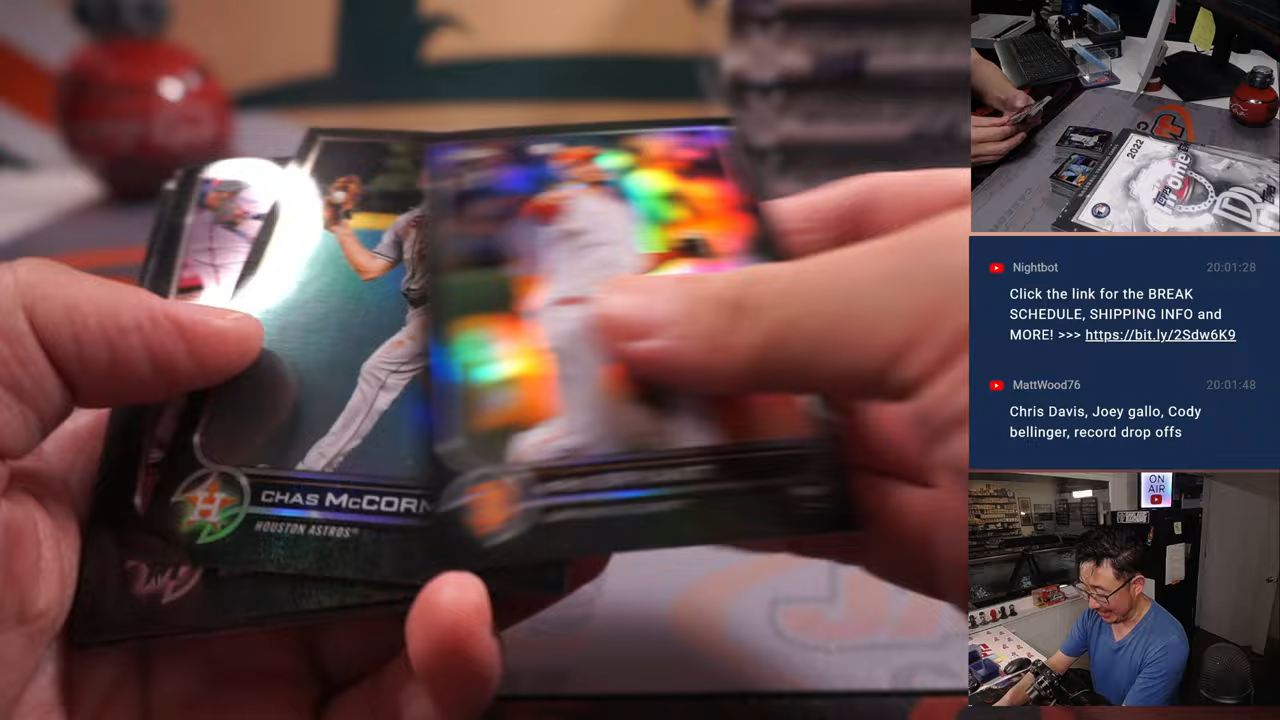 CHAS McCORM
HOUSTON ASTROS™
H
2022
one
Nightbot 20:01:28
Click the link for the BREAK
SCHEDULE, SHIPPING INFO and
MORE! >>> https://bit.ly/2Sdw6K9
MattWood76 20:01:48
Chris Davis, Joey gallo, Cody
bellinger, record drop offs
ON
AIR